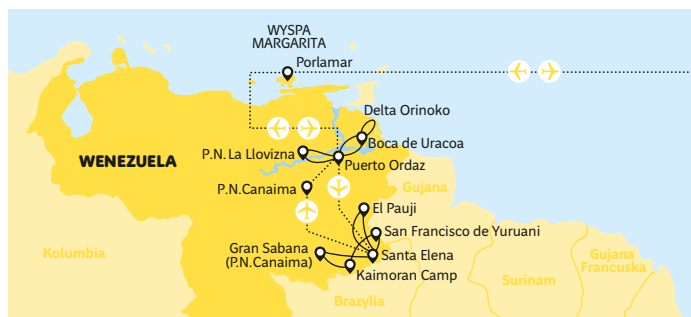 WYSPA
MARGARITA
Porlamar
Delta Orinoko
Boca de Uracoa
P.N. La Llovizna
WENEZUELA
Puerto Ordaz
P.N.Canaima
Gujana
El Pauji
San Francisco de Yuruani
Kolumbia
Gran Sabana
(P.N.Canaima)
Santa Elena
Kaimoran Camp
Gujana
Francuska
Surinam
Brazylia